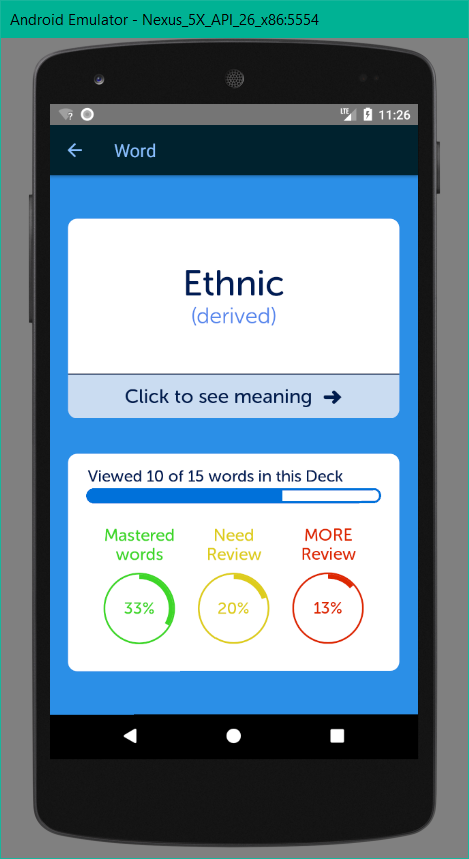 Android Emulator - Nexus_5X_API_26_x86:5554
LTE 11:26
Word
Ethnic
(derived)
Click to see meaning
Viewed 10 of 15 words in this Deck
Mastered words
Need Review
MORE Review
33%
20%
13%